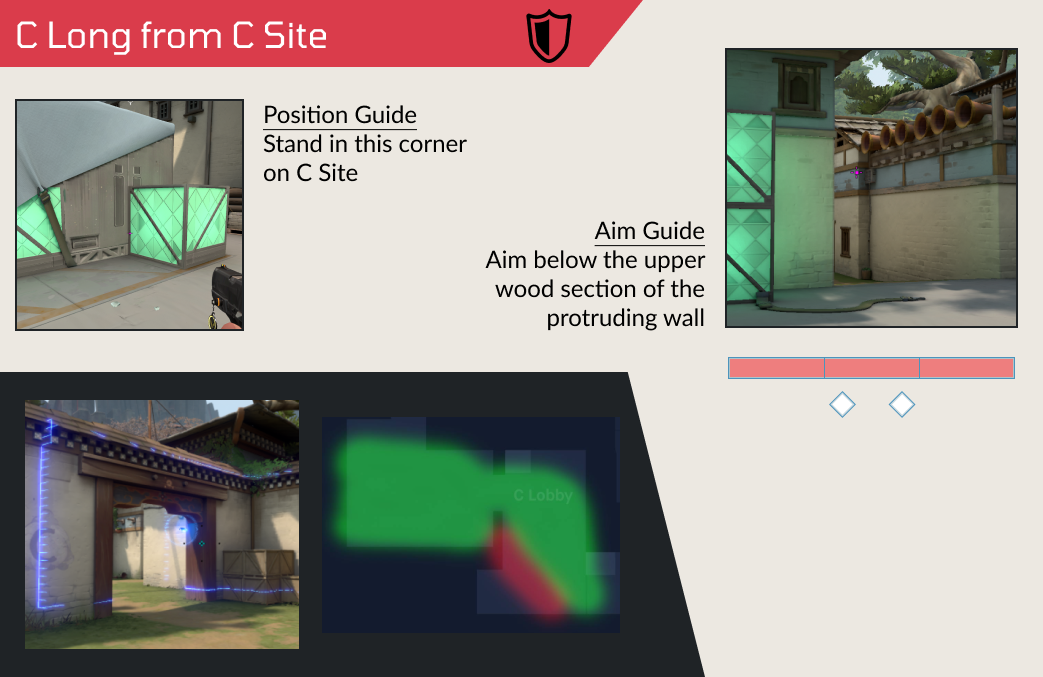 C Long from C Site
Position Guide
Stand in this corner
on C Site
Aim Guide
Aim below the upper
wood section of the
protruding wall
C Lobby